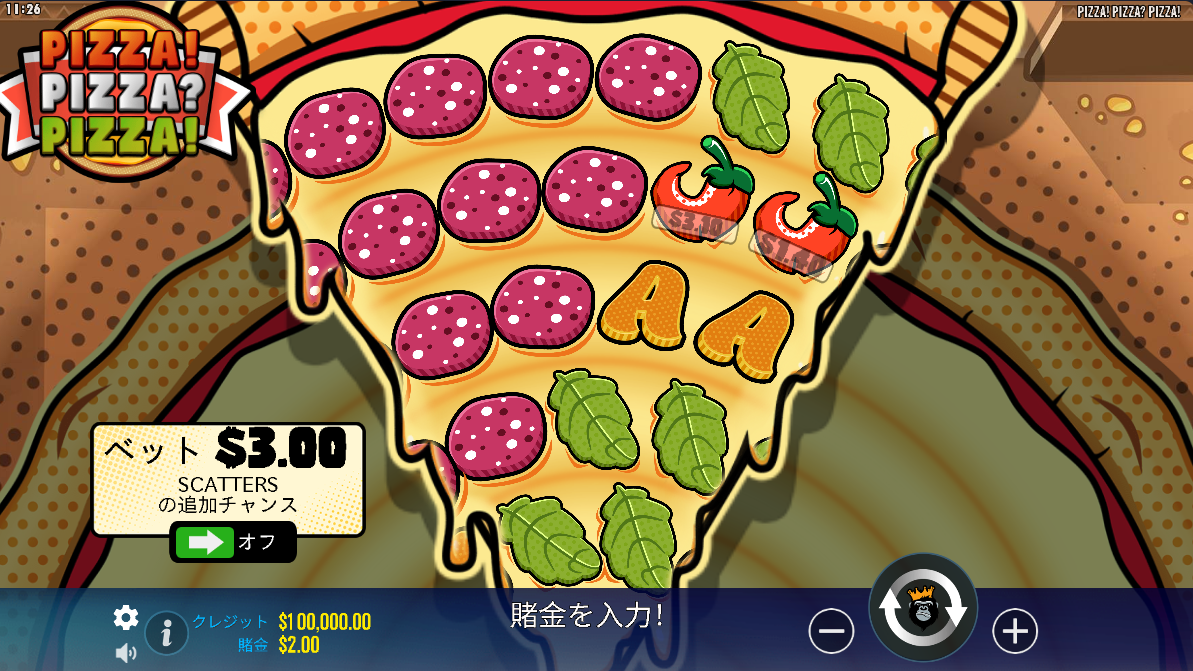 11:26
PIZZA! PIZZA? PIZZA!
PIZZA!
PIZZA?
PIZZA!
$3.10
$1.40
A A
ベット $3.00
SCATTERS
の追加チャンス
オフ
クレジット $100,000.00
賭金 $2.00
賭金を入力!